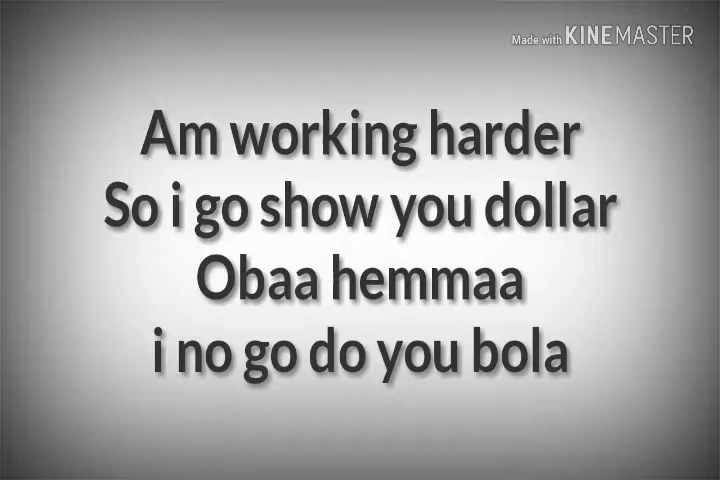 Made with KINEMASTER
Am working harder
So i go show you dollar
Obaa hemmaa
i no go do you bola